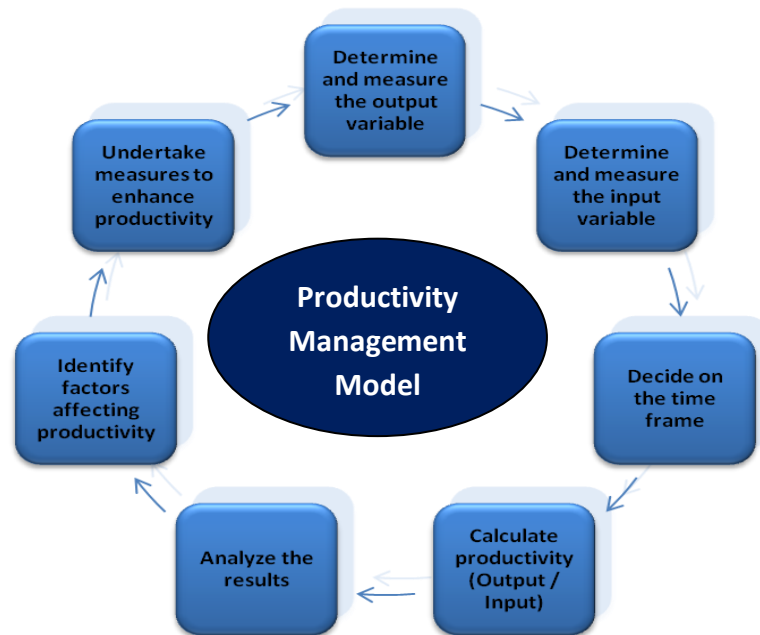 Determine
and measure
the output
variable
Determine
and measure
the input
variable
Decide on
the time
frame
Calculate
productivity
(Output /
Input)
Analyze the
results
Identify
factors
affecting
productivity
Undertake
measures to
enhance
productivity
Productivity
Management
Model